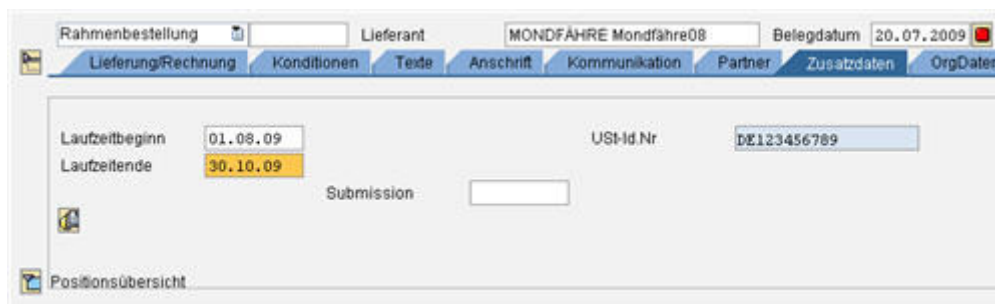 Rahmenbestellung Lieferant MONDFÄHRE Mondfähre08 Belegdatum 20.07.2009
Lieferung/Rechnung Konditionen Texte Anschrift Kommunikation Partner Zusatzdaten OrgDaten
Laufzeitbeginn 01.08.09 USt-Id.Nr DE123456789
Laufzeitende 30.10.09
Submission
Positionsübersicht